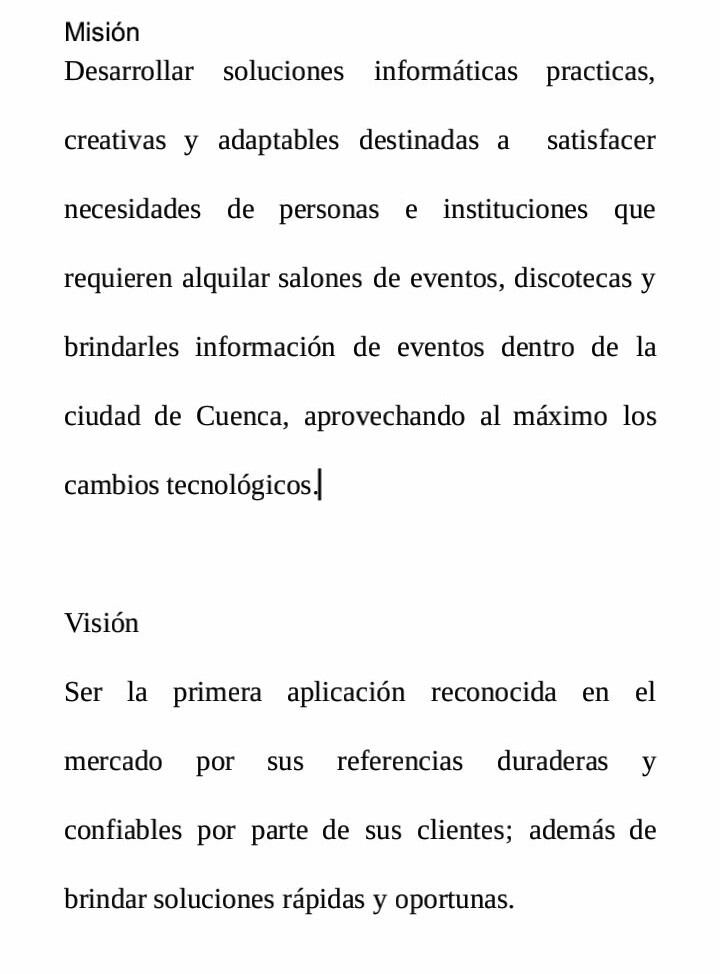 Misión
Desarrollar soluciones informáticas practicas,
creativas y adaptables destinadas a satisfacer
necesidades de personas e instituciones que
requieren alquilar salones de eventos, discotecas y
brindarles información de eventos dentro de la
ciudad de Cuenca, aprovechando al máximo los
cambios tecnológicos.
Visión
Ser la primera aplicación reconocida en el
mercado por sus referencias duraderas y
confiables por parte de sus clientes; además de
brindar soluciones rápidas y oportunas.